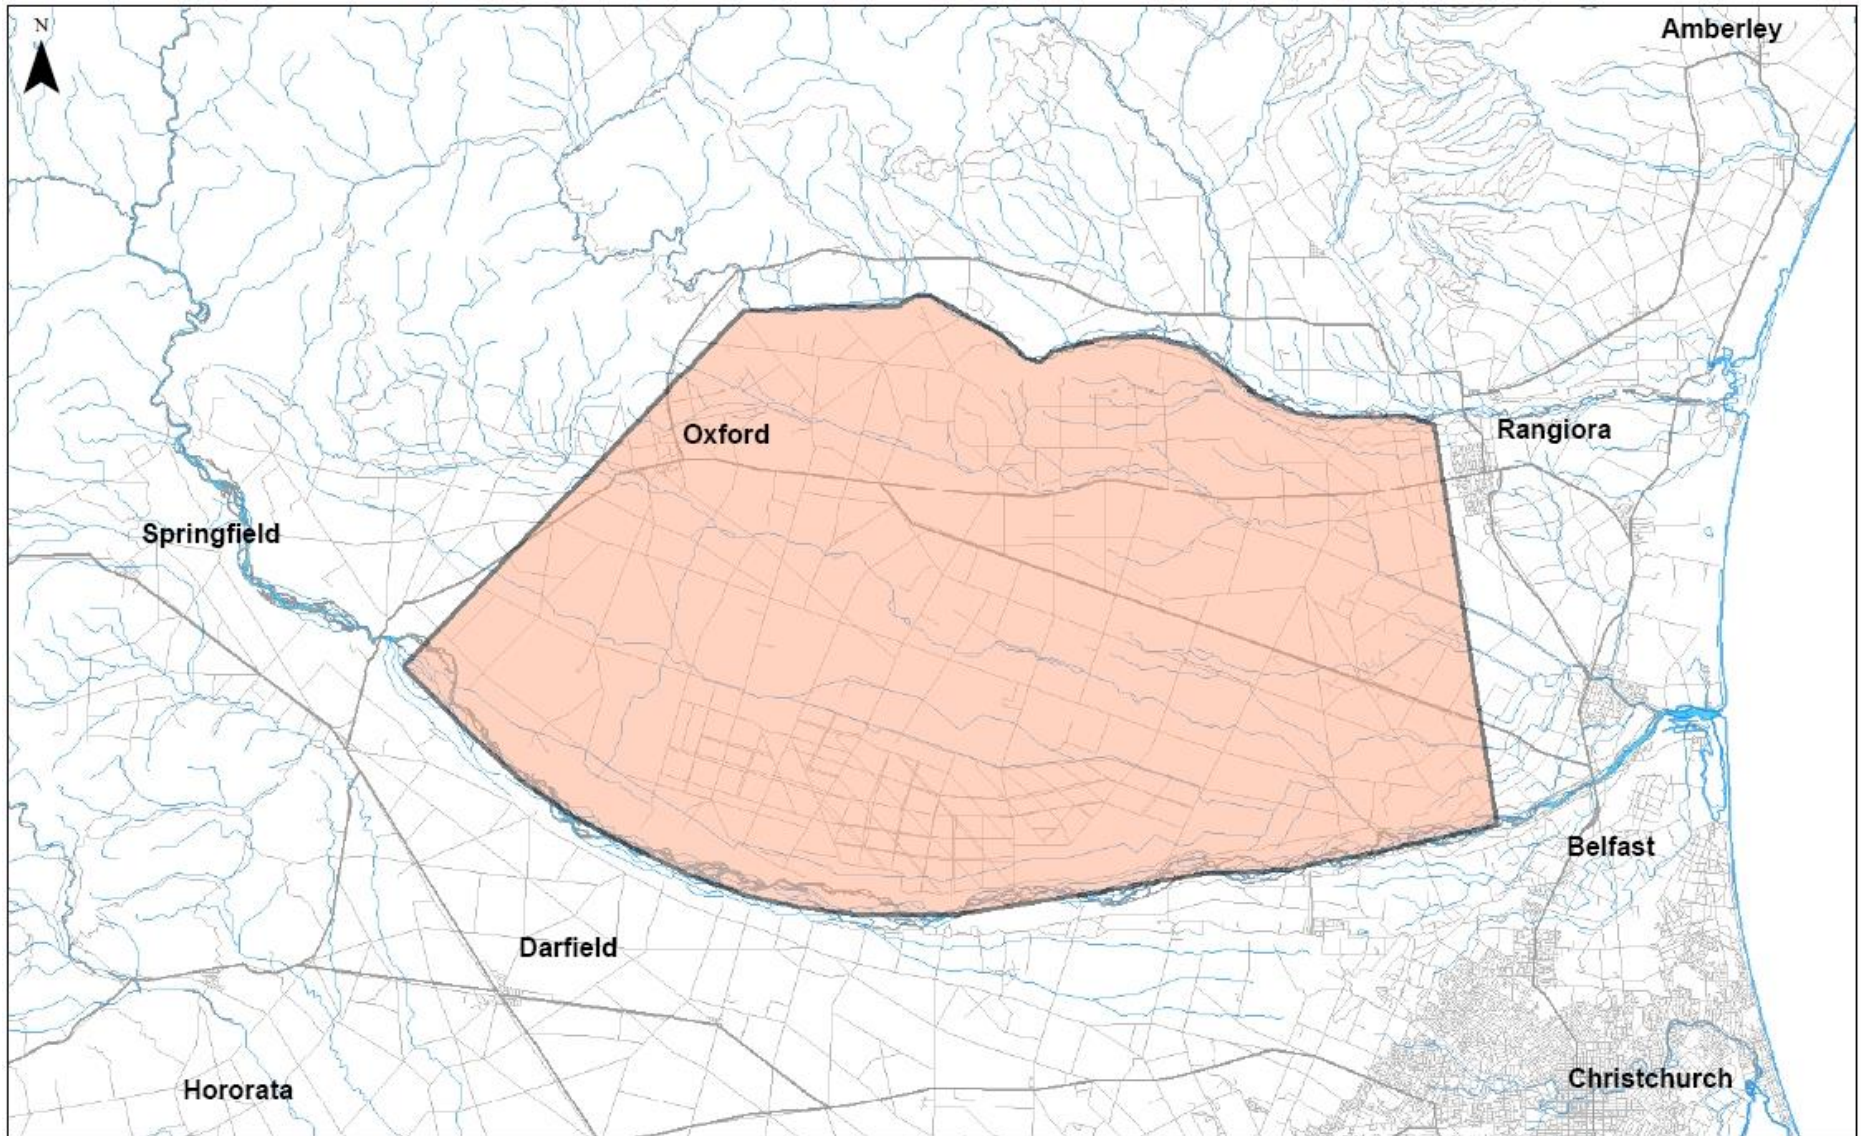 N
Amberley
Oxford
Rangiora
Springfield
Belfast
Darfield
Hororata
Christchurch